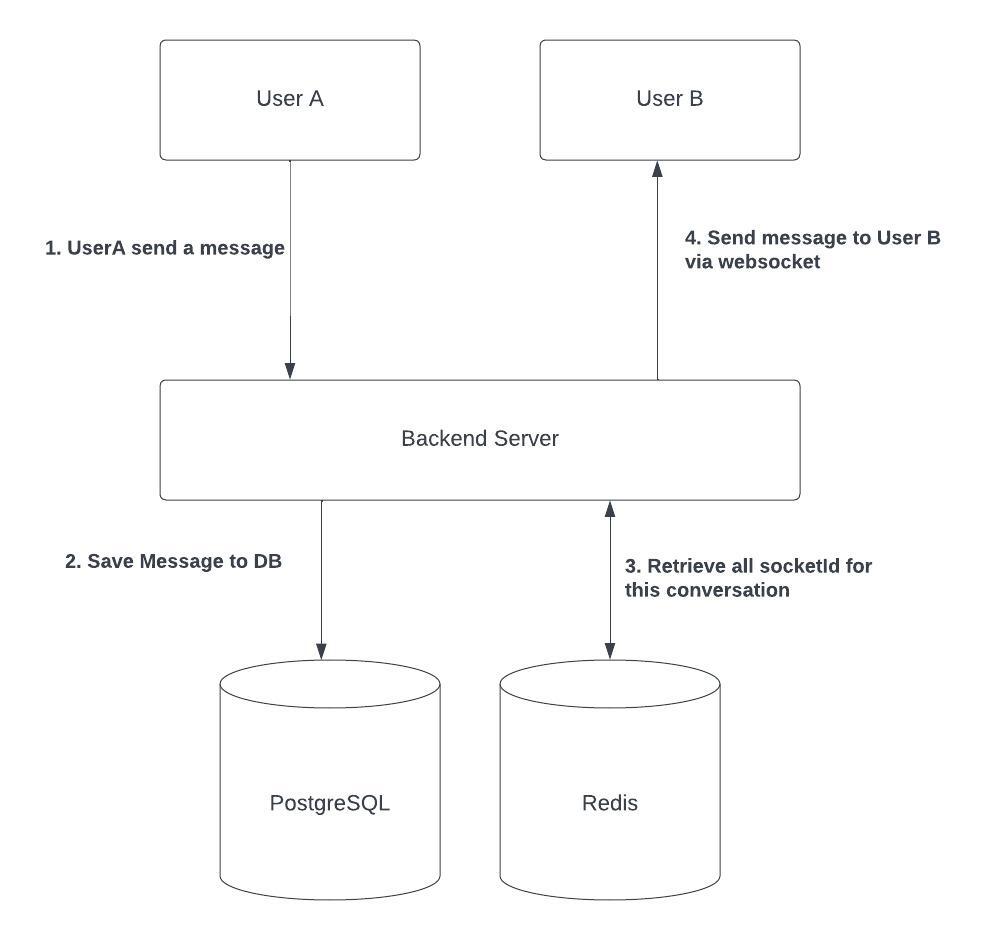 User A
User B
1. UserA send a message
4. Send message to User B
via websocket
Backend Server
2. Save Message to DB
3. Retrieve all socketId for
this conversation
PostgreSQL
Redis